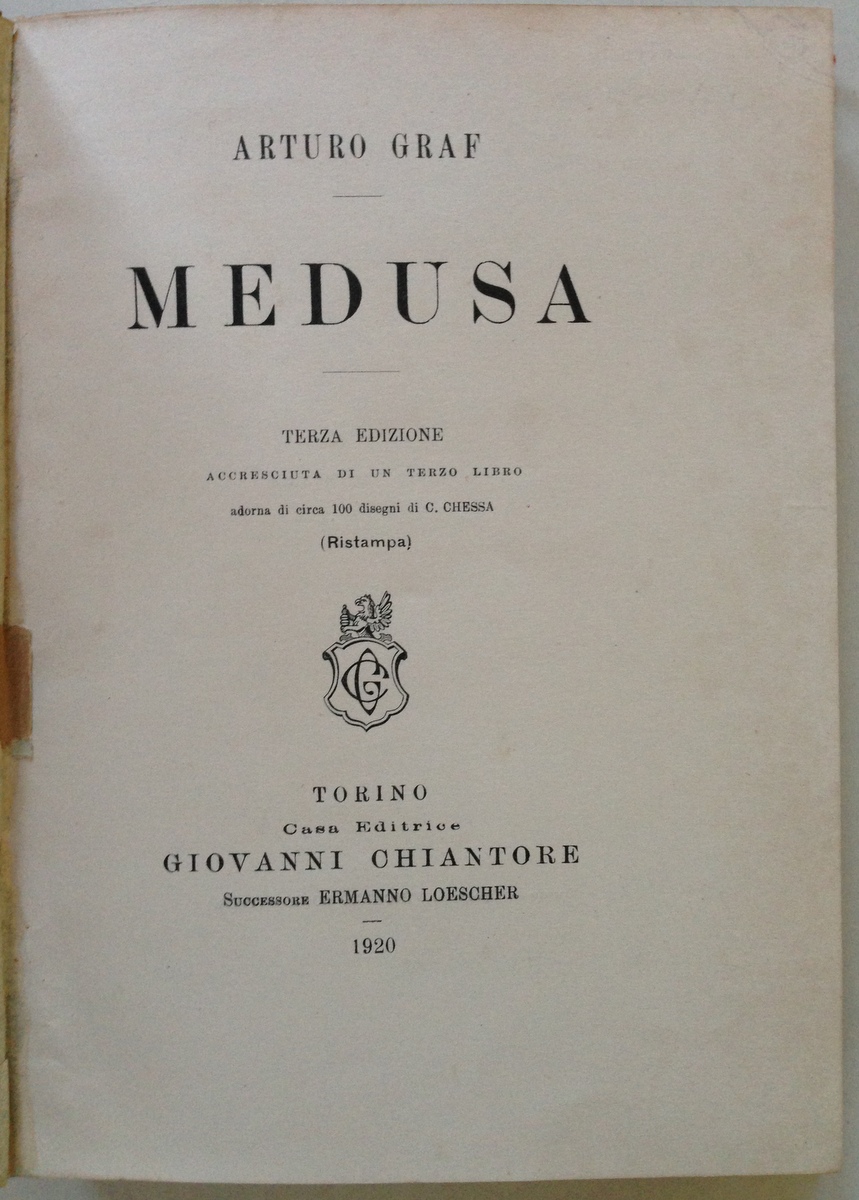 ARTURO GRAF
MEDUSA
TERZA EDIZIONE
ACCRESCIUTA DI UN TERZO LIBRO
adorna di circa 100 disegni di C. CHESSA
(Ristampa)
GC
TORINO
Casa Editrice
GIOVANNI CHIANTORE
SUCCESSORE ERMANNO LOESCHER
1920